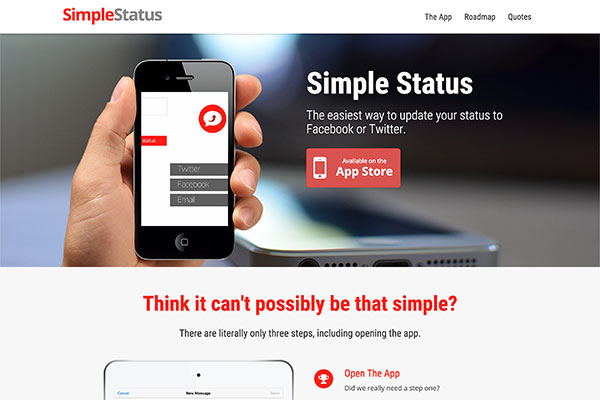 SimpleStatus
The App Roadmap Quotes
Simple Status
The easiest way to update your status to
Facebook or Twitter.
Available on the
App Store
status
Twitter
Facebook
Email
Think it can't possibly be that simple?
There are literally only three steps, including opening the app.
Open The App
Did we really need a step one?
Cancel New Message Send